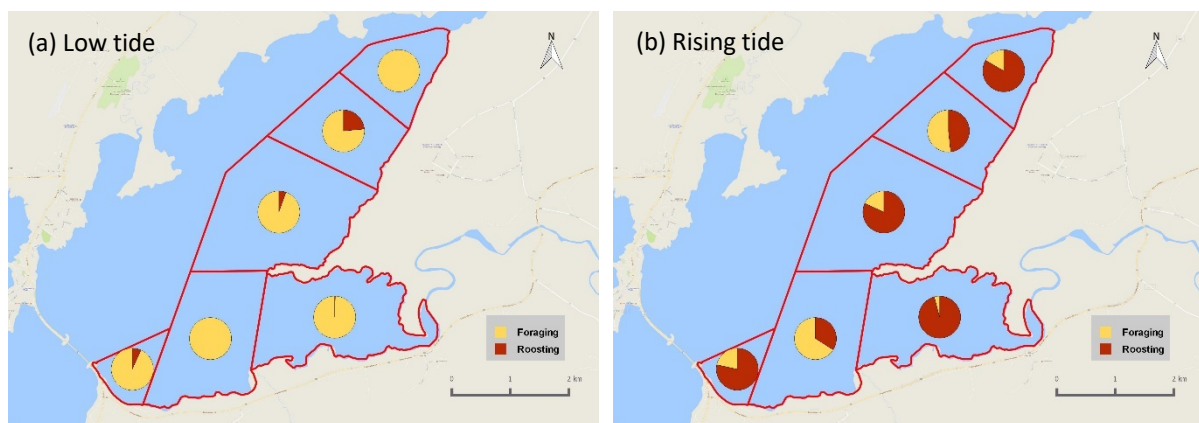 (a) Low tide
N
Foraging
Roosting
0 1 2 km
(b) Rising tide
N
Foraging
Roosting
0 1 2 km